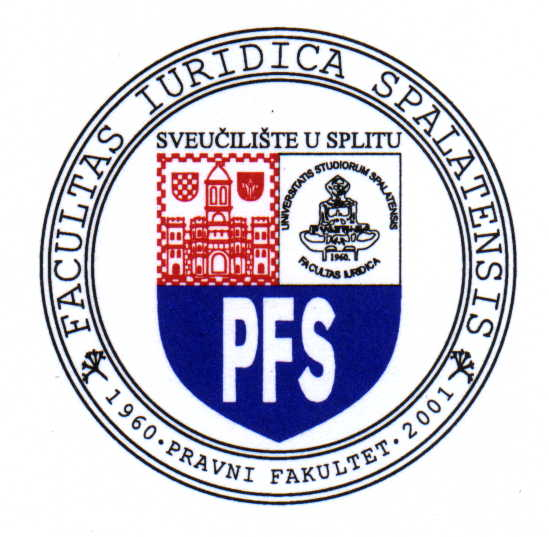 FACULTAS IURIDICA SPALATENSIS
SVEUČILIŠTE U SPLITU
UNIVERSITATIS STUDIORUM SPALATENSIS
1960.
FACULTAS IURIDICA
PFS
1960·PRAVNI FAKULTET·2001